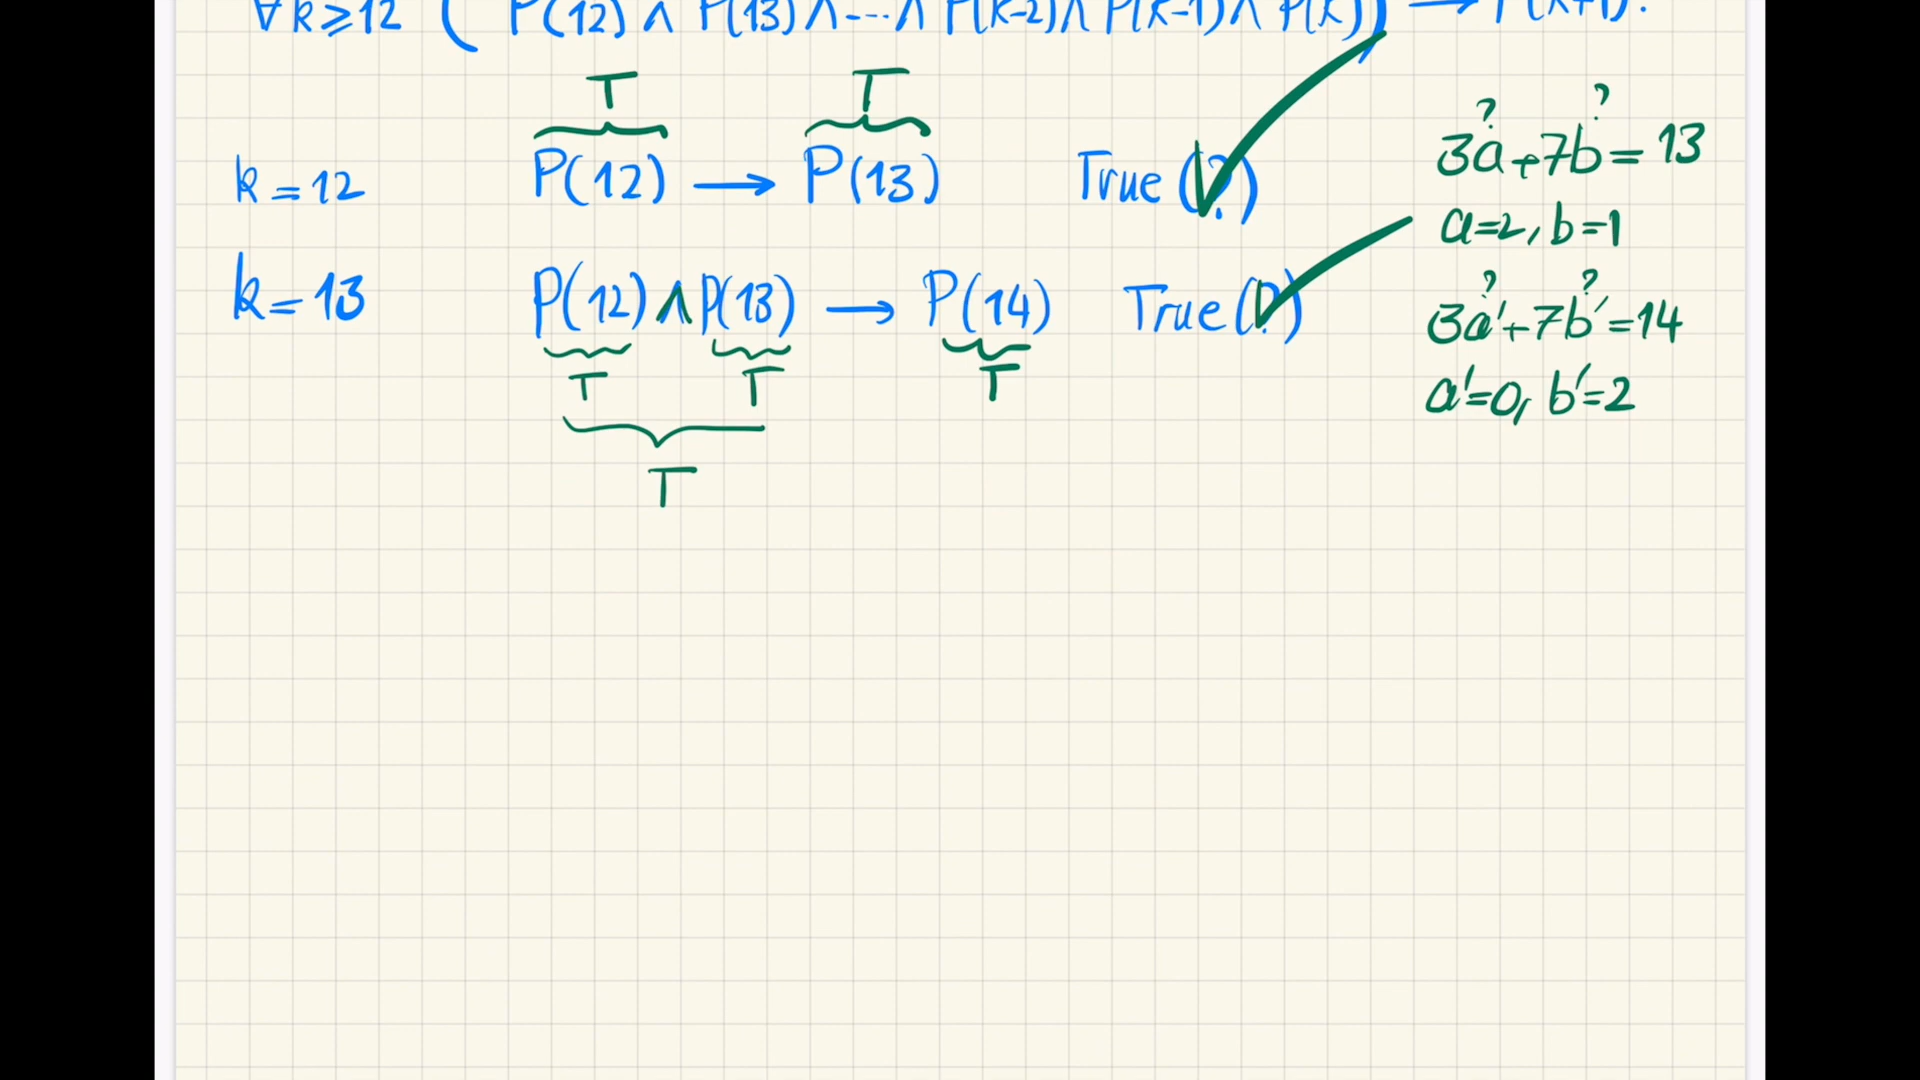 ∀k≥12 ( P(12) ∧ P(13) ∧ --- ∧ P(k-2) ∧ P(k-1) ∧ P(k) ) → P(k+1).
T T
k=12 P(12) → P(13) True (?)
3a+7b=13
? ?
a=2, b=1
k=13 P(12) ∧ P(13) → P(14) True (?)
? ?
3a'+7b'=14
T T T
a'=0, b'=2
T